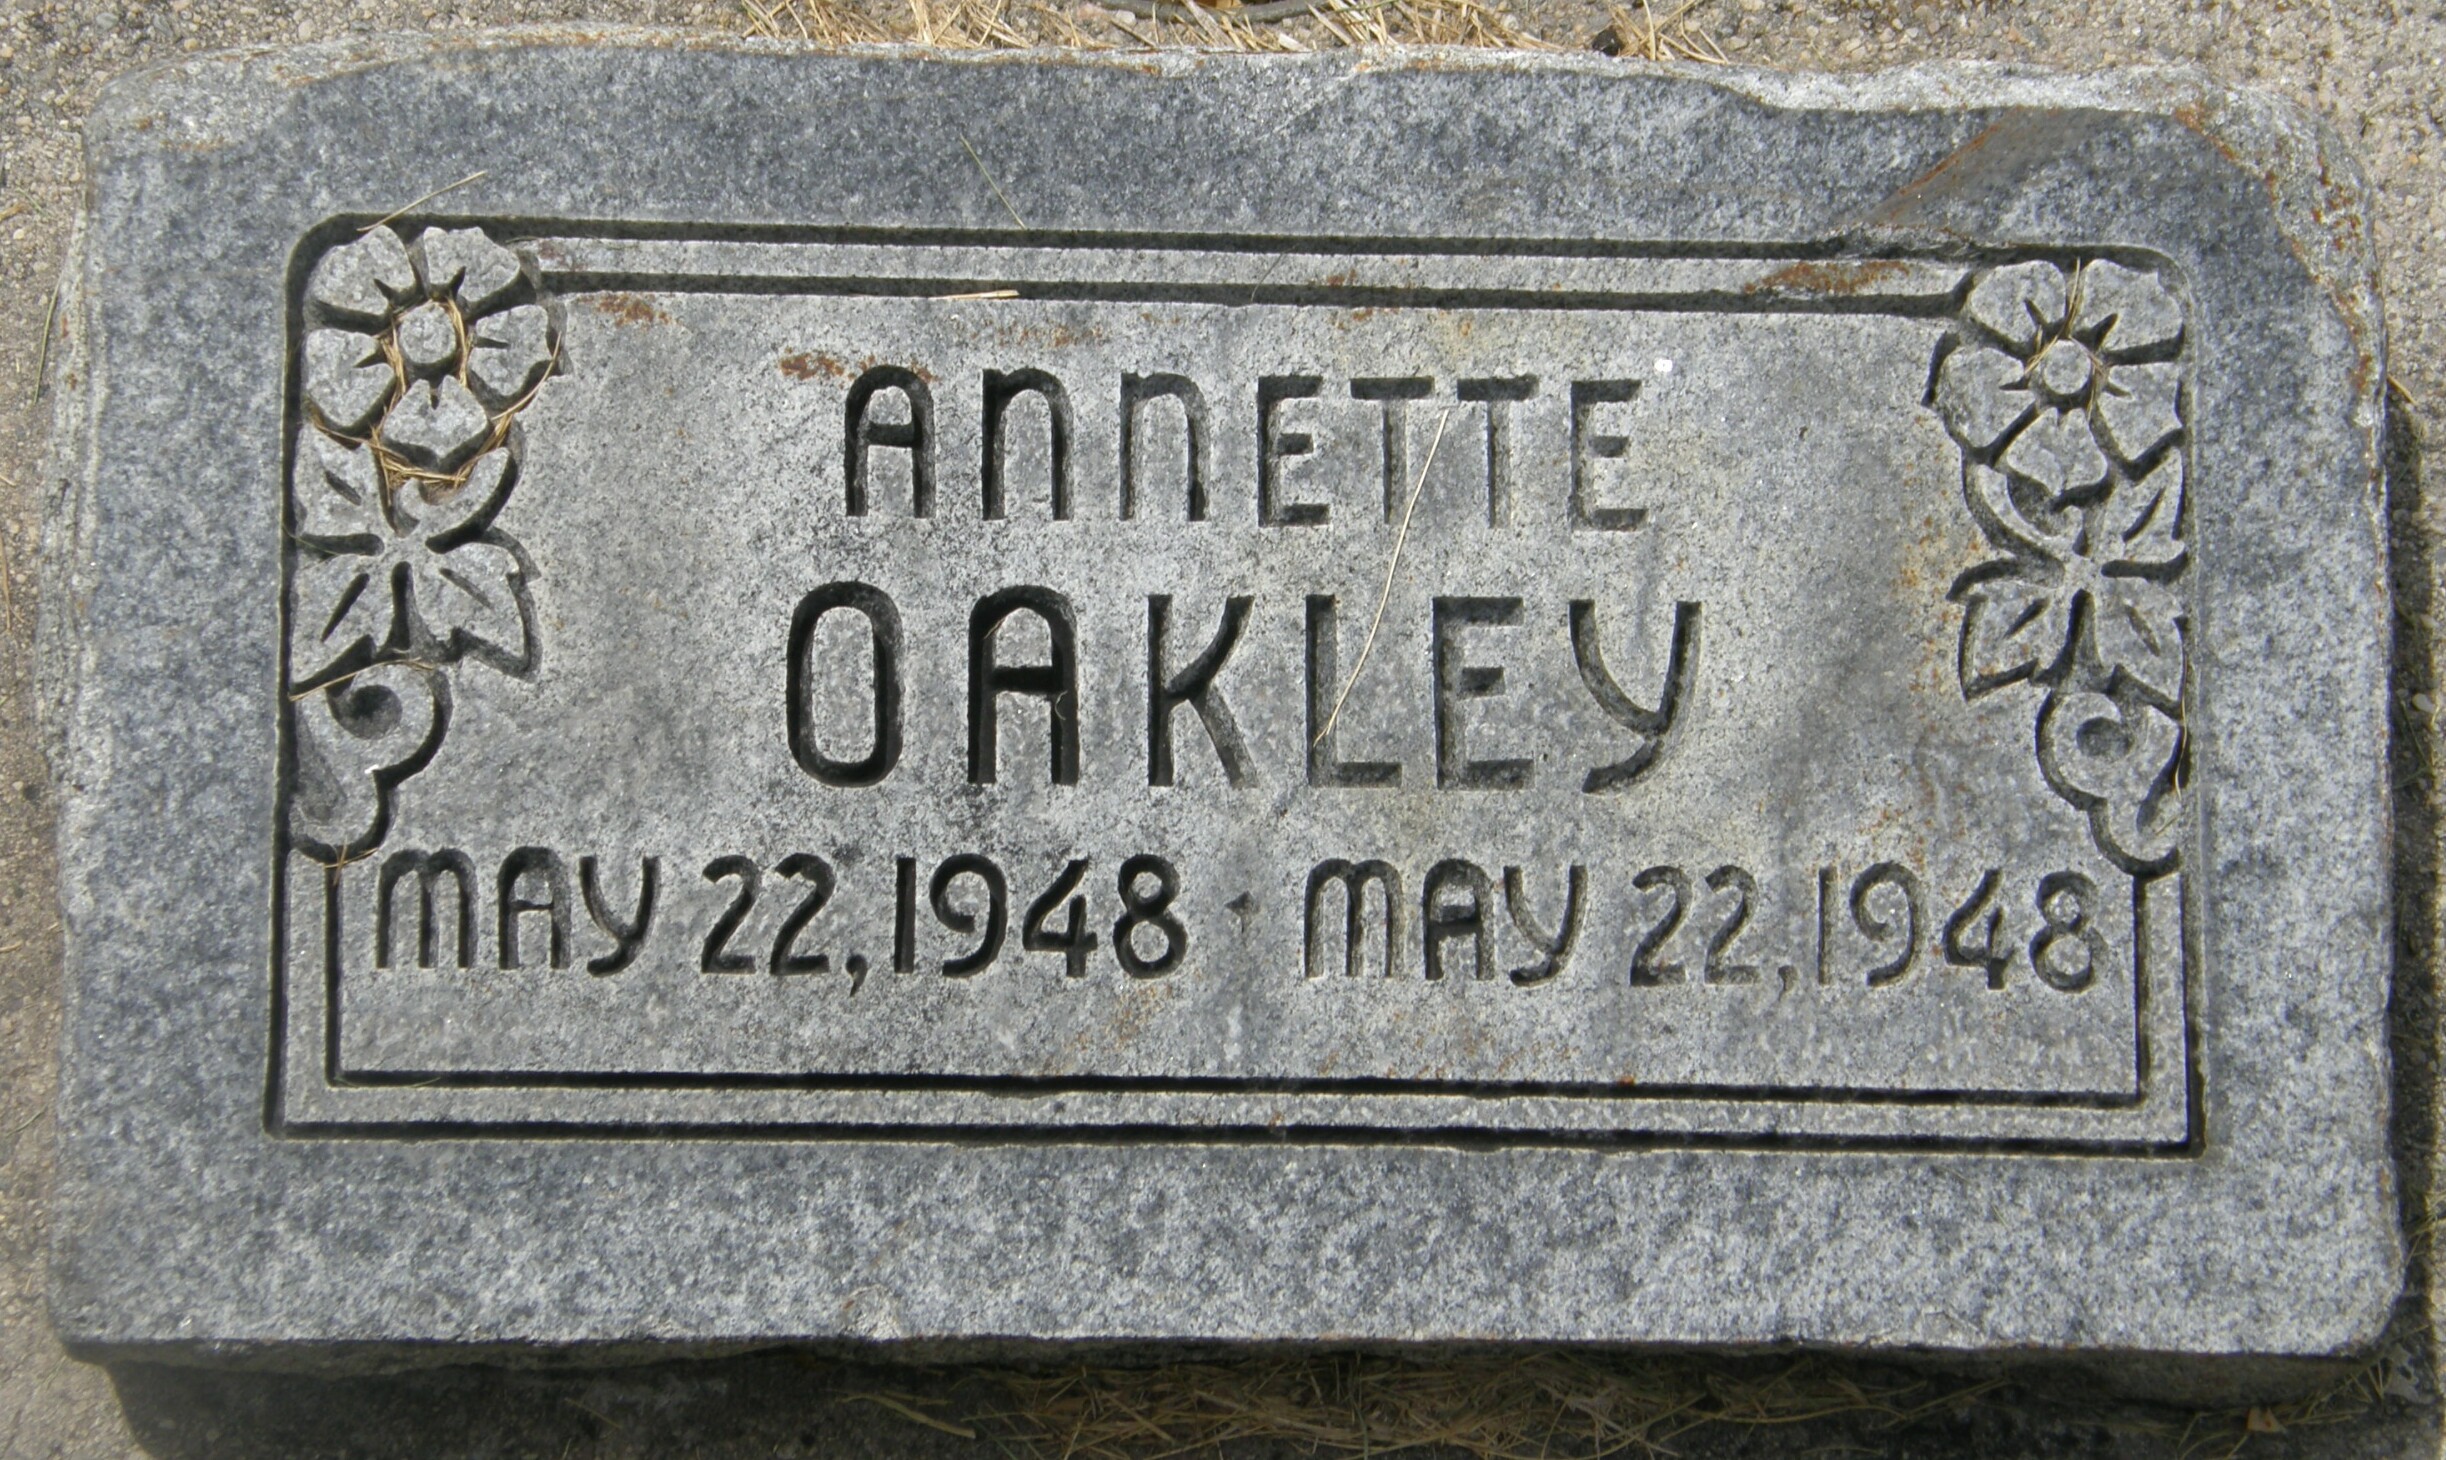 ANNETTE
OAKLEY
MAY 22, 1948 · MAY 22, 1948